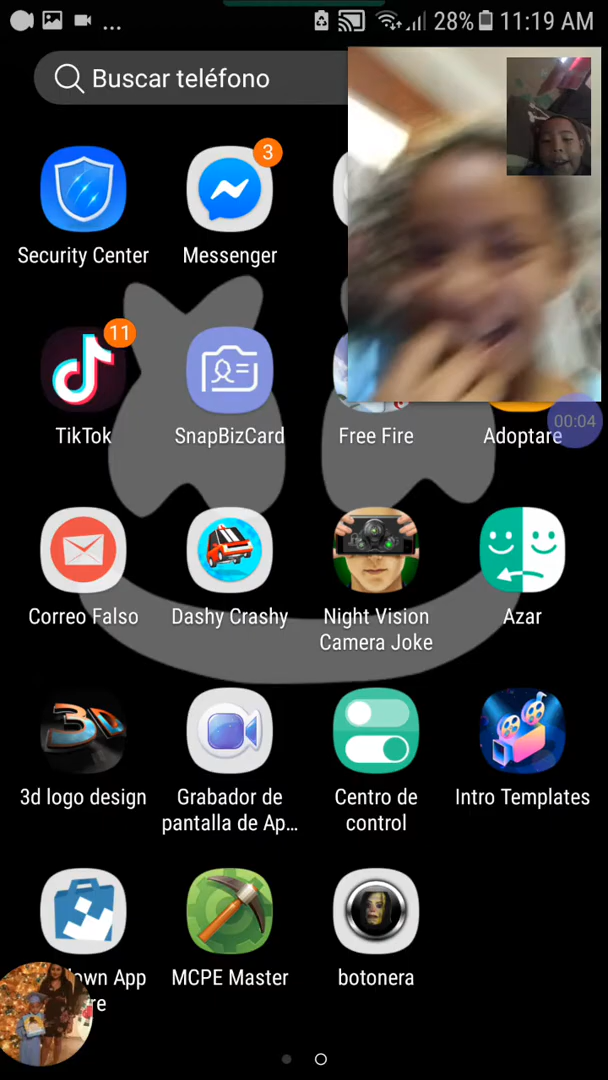 ... 28% 11:19 AM
Buscar teléfono
3
Security Center Messenger
11
TikTok SnapBizCard Free Fire Adoptare
00:04
Correo Falso Dashy Crashy Night Vision Azar
Camera Joke
3D
3d logo design Grabador de Centro de Intro Templates
pantalla de Ap... control
App MCPE Master botonera